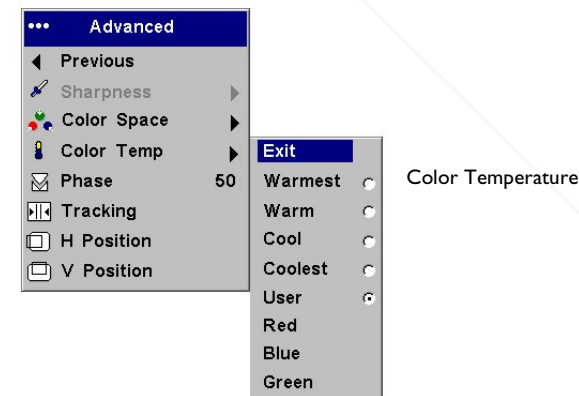 ••• Advanced
Previous
Sharpness
Color Space
Color Temp
Phase 50
Tracking
H Position
V Position
Exit
Warmest
Warm
Cool
Coolest
User
Red
Blue
Green
Color Temperature